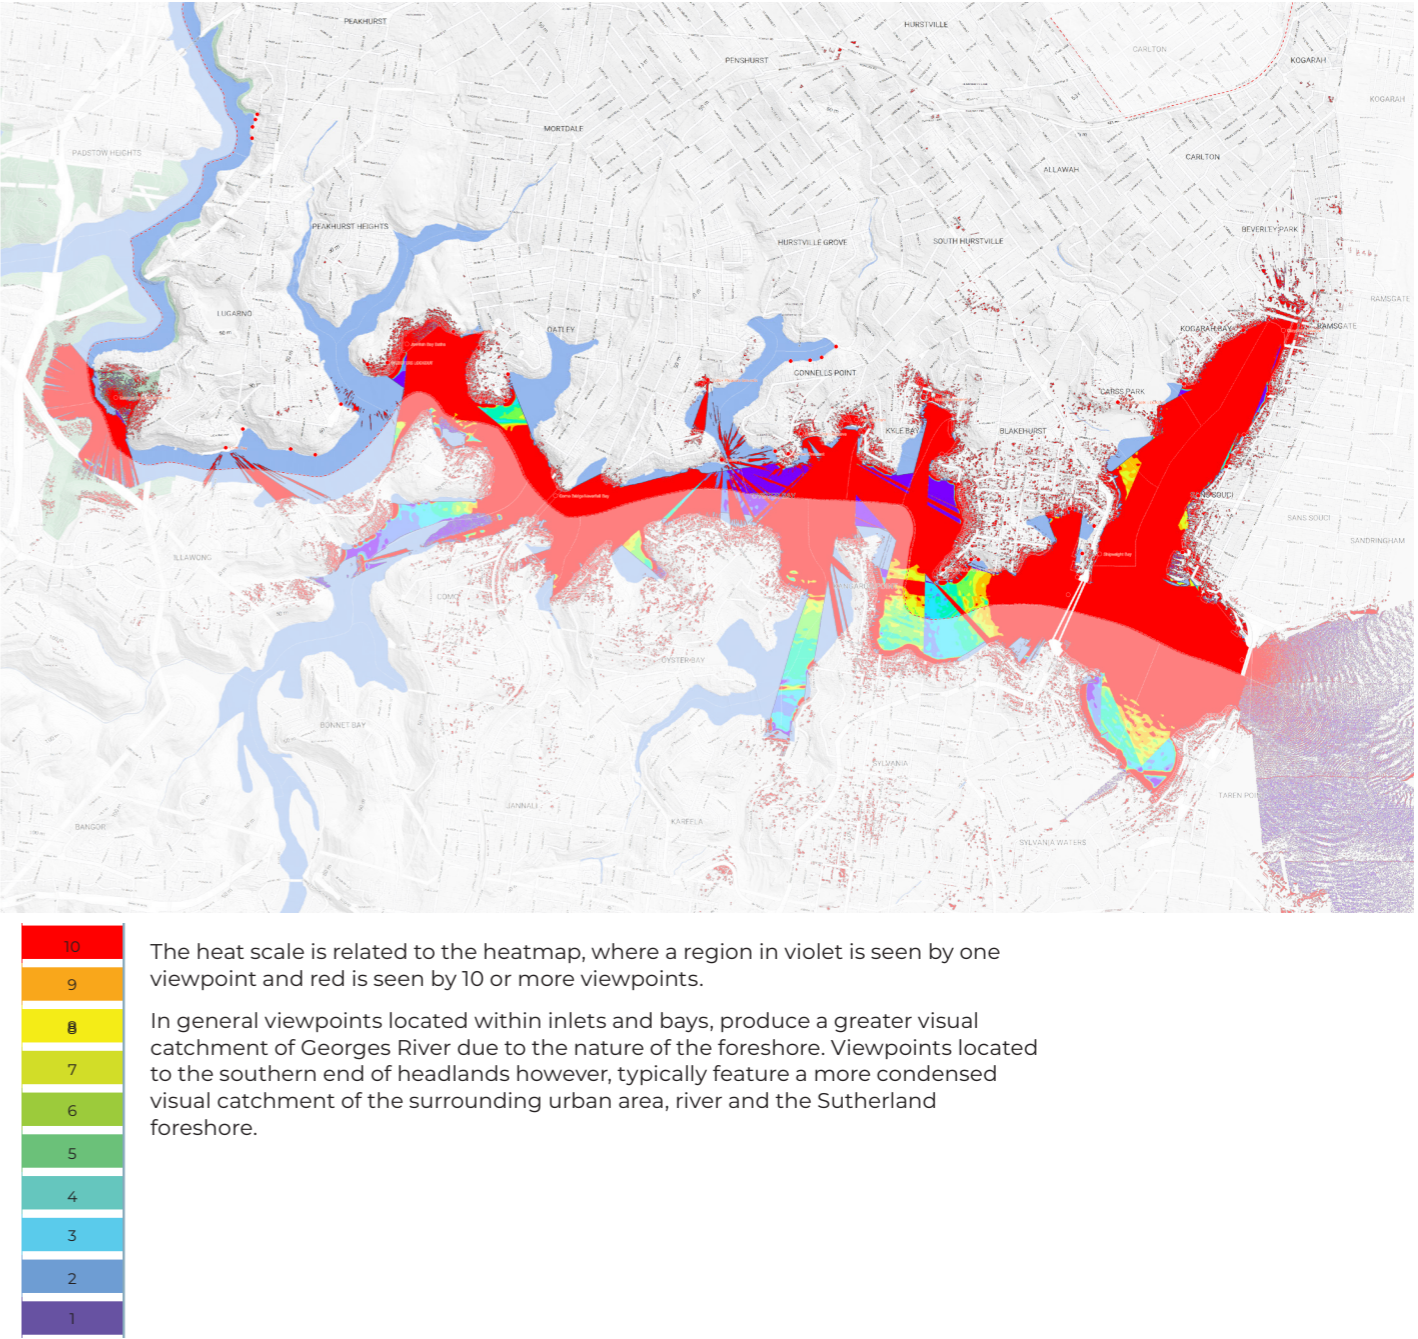 PEAKHURST
HURSTVILLE
CARLTON
PENSHURST
KOGARAH
KOGARAH
MORTDALE
PADSTOW HEIGHTS
CARLTON
ALLAWAH
PEAKHURST HEIGHTS
BEVERLEY PARK
HURSTVILLE GROVE
SOUTH HURSTVILLE
RAMSGATE
LUGARNO
OATLEY
KOGARAH BAY
RAMSGATE
CONNELLS POINT
CARSS PARK
KYLE BAY
BLAKEHURST
SANS SOUCI
SANS SOUCI
SANDRINGHAM
ILLAWONG
COMO
OYSTER BAY
BONNET BAY
SYLVANIA
JANNALI
KAREELA
TAREN POI
BANGOR
SYLVANIA WATERS
10
9
8
7
6
5
4
3
2
1
The heat scale is related to the heatmap, where a region in violet is seen by one
viewpoint and red is seen by 10 or more viewpoints.
In general viewpoints located within inlets and bays, produce a greater visual
catchment of Georges River due to the nature of the foreshore. Viewpoints located
to the southern end of headlands however, typically feature a more condensed
visual catchment of the surrounding urban area, river and the Sutherland
foreshore.